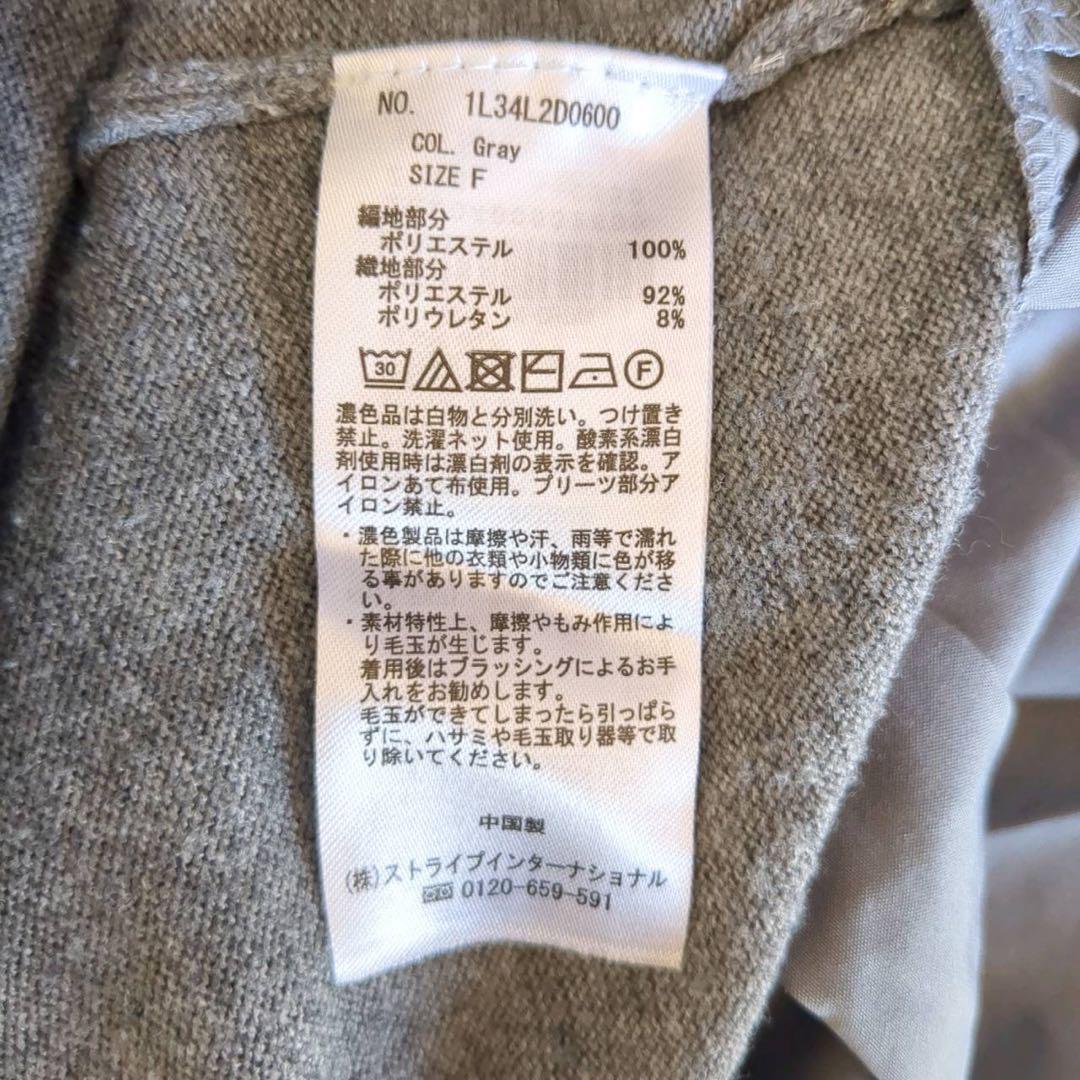 NO. 1L34L2D0600
COL. Gray
SIZE F
編地部分
ポリエステル 100%
織地部分
ポリエステル 92%
ポリウレタン 8%
30 F
濃色品は白物と分別洗い。つけ置き
禁止。洗濯ネット使用。酸素系漂白
剤使用時は漂白剤の表示を確認。ア
イロンあて布使用。プリーツ部分ア
イロン禁止。
・濃色製品は摩擦や汗、雨等で濡れ
た際に他の衣類や小物類に色が移
る事がありますのでご注意くださ
い。
・素材特性上、摩擦やもみ作用によ
り毛玉が生じます。
着用後はブラッシングによるお手
入れをお勧めします。
毛玉ができてしまったら引っぱら
ずに、ハサミや毛玉取り器等で取
り除いてください。
中国製
(株)ストライプインターナショナル
0120-659-591